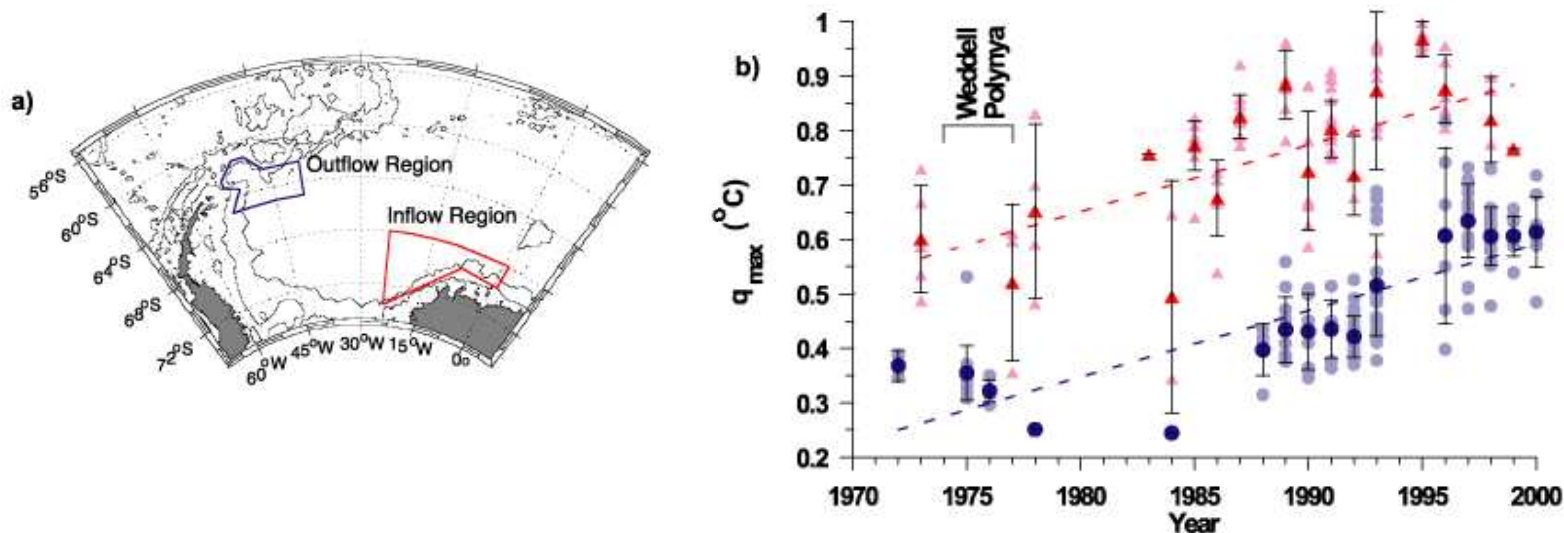 a)
Outflow Region
Inflow Region
56°S
60°S
64°S
68°S
72°S
60°W
45°W
30°W
15°W
0°
b)
Weddell
Polynya
q_max (°C)
1
0.9
0.8
0.7
0.6
0.5
0.4
0.3
0.2
1970
1975
1980
1985
1990
1995
2000
Year